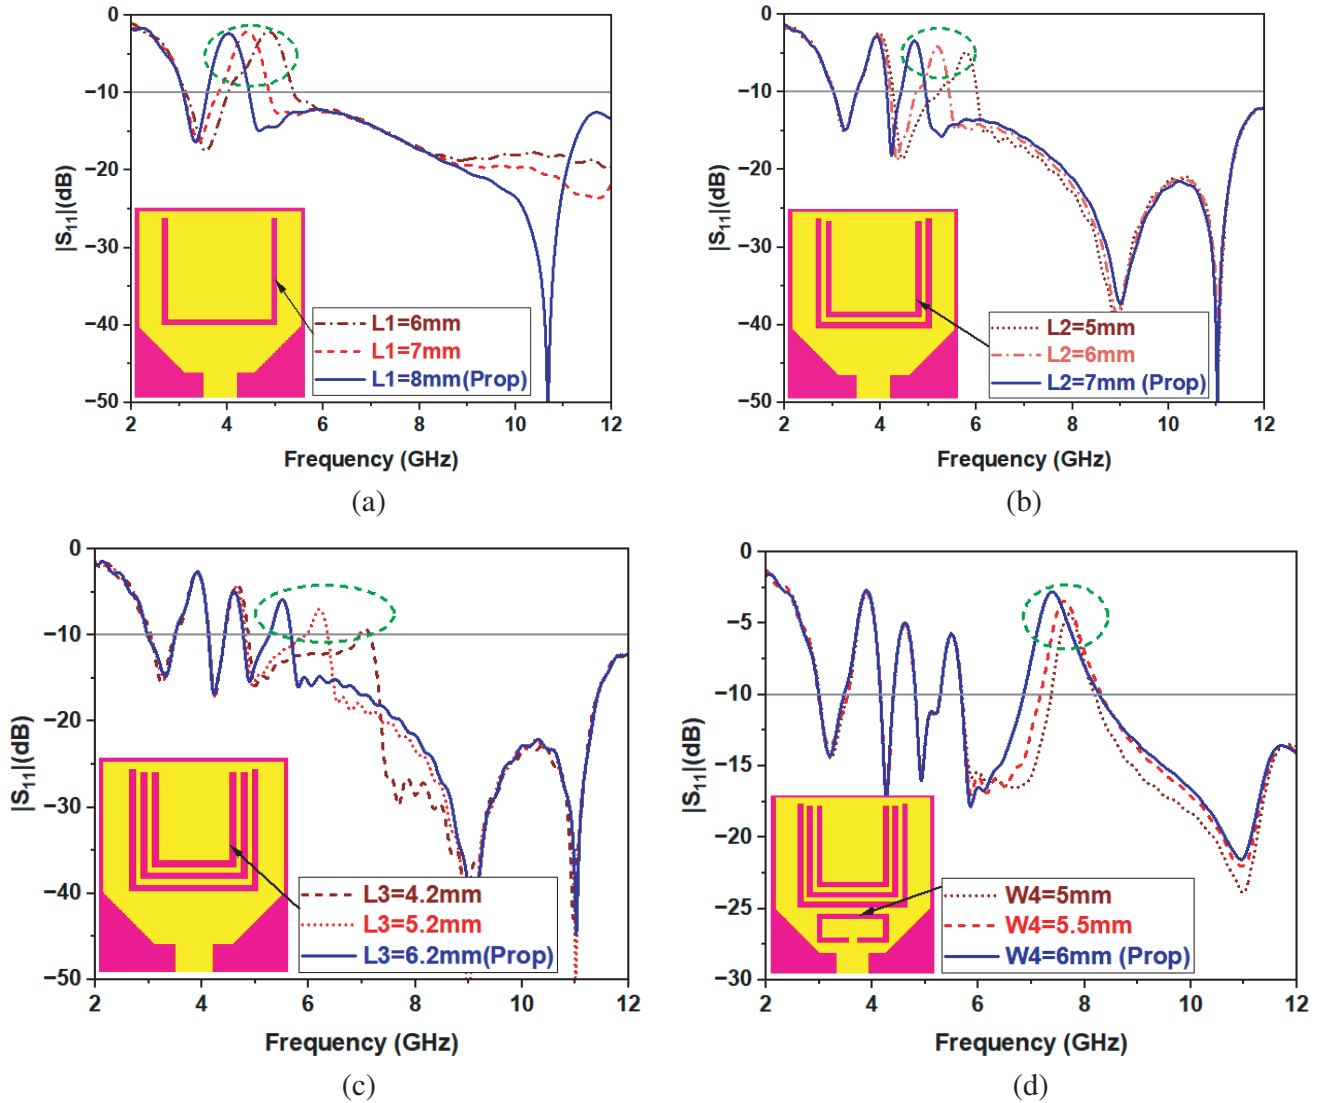 0
−10
−20
−30
−40
−50
|S11|(dB)
L1=6mm
L1=7mm
L1=8mm(Prop)
2 4 6 8 10 12
Frequency (GHz)
(a)
0
−10
−20
−30
−40
−50
|S11|(dB)
L2=5mm
L2=6mm
L2=7mm (Prop)
2 4 6 8 10 12
Frequency (GHz)
(b)
0
−10
−20
−30
−40
−50
|S11|(dB)
L3=4.2mm
L3=5.2mm
L3=6.2mm(Prop)
2 4 6 8 10 12
Frequency (GHz)
(c)
0
−5
−10
−15
−20
−25
−30
|S11|(dB)
W4=5mm
W4=5.5mm
W4=6mm (Prop)
2 4 6 8 10 12
Frequency (GHz)
(d)